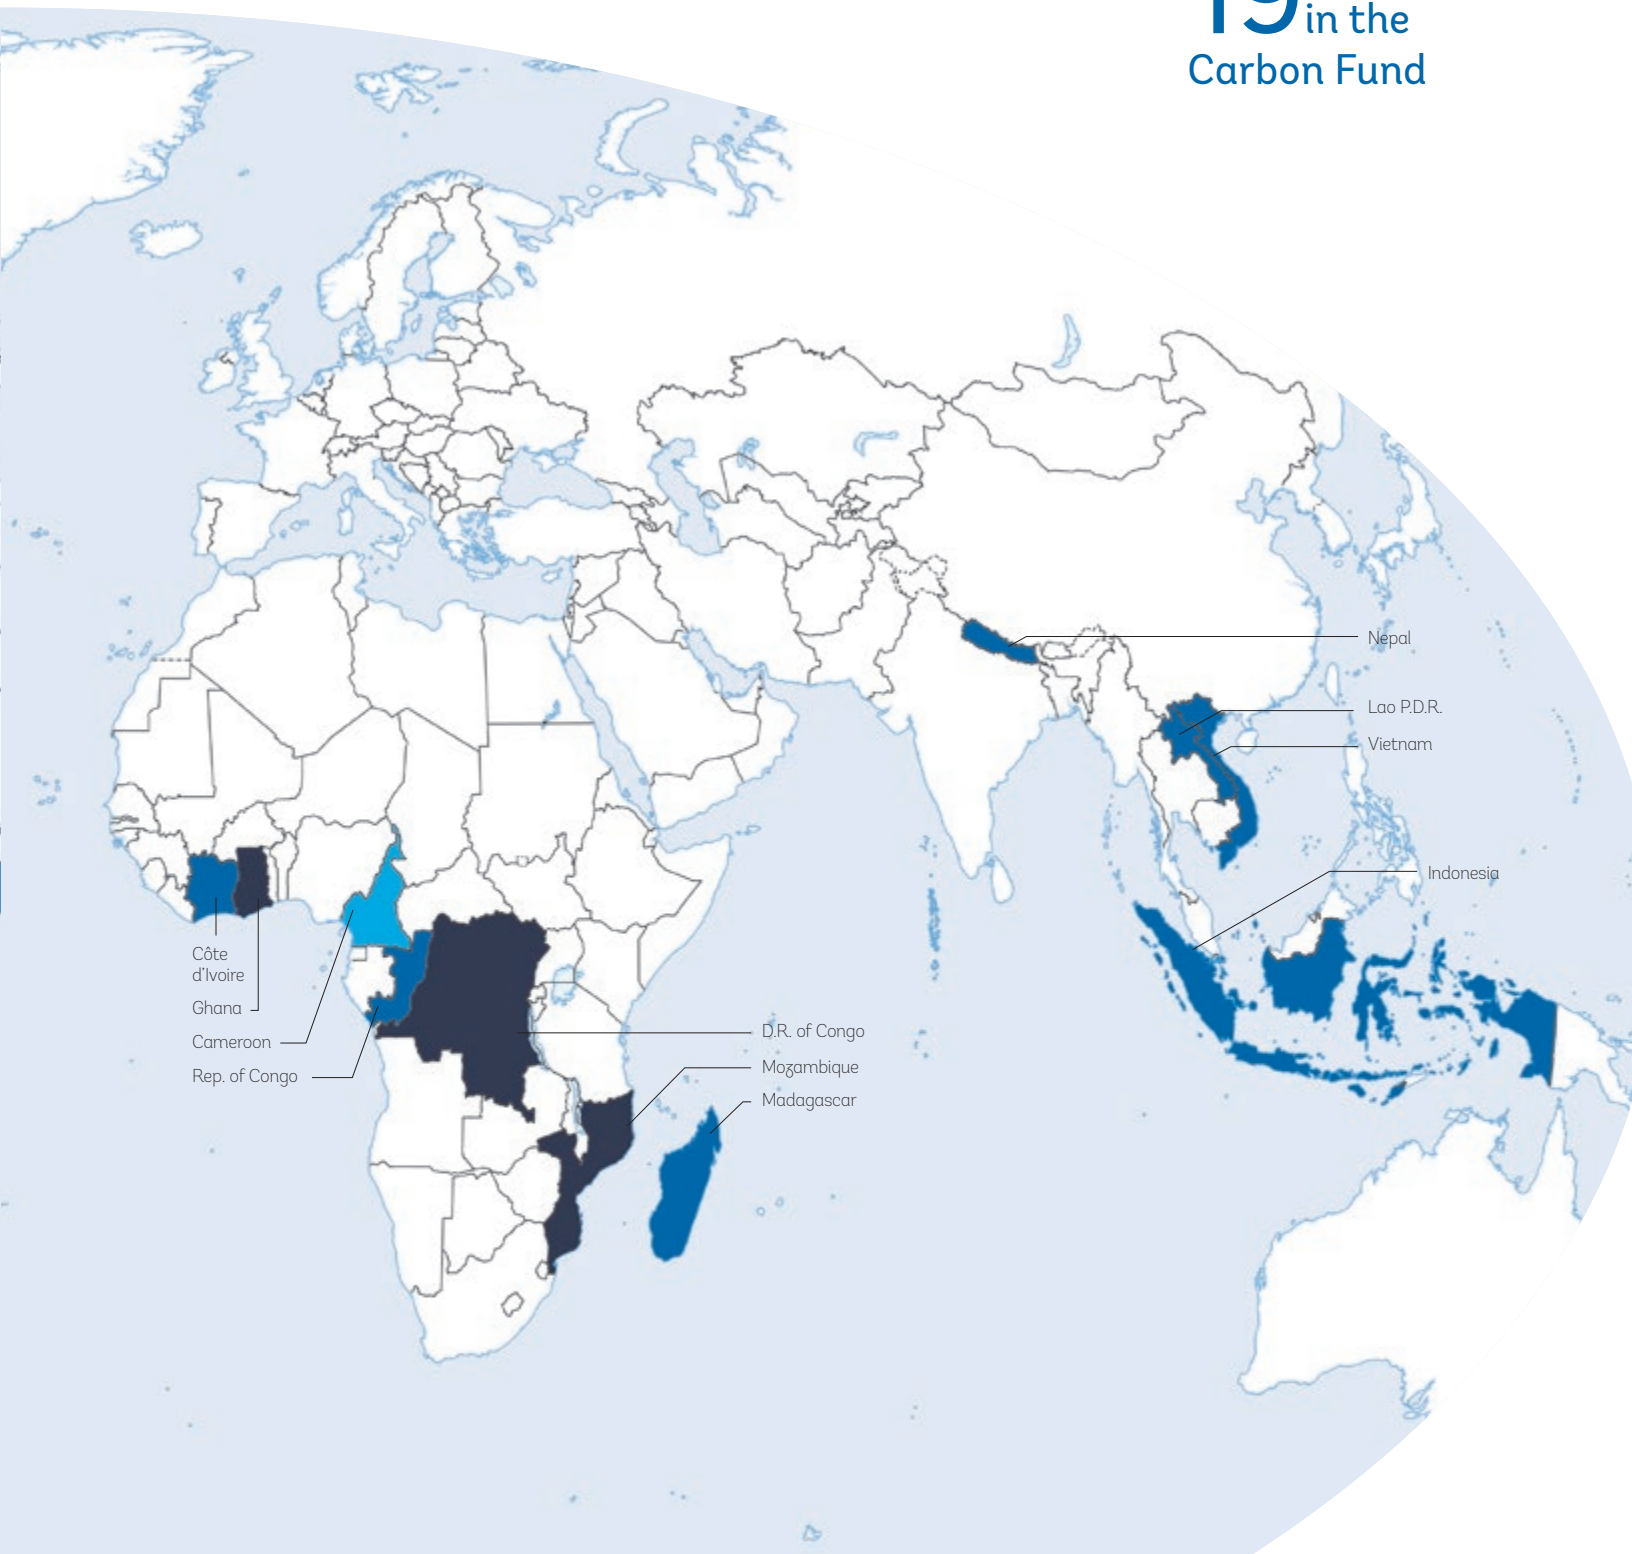 19 in the
Carbon Fund
Nepal
Lao P.D.R.
Vietnam
Indonesia
Côte
d'Ivoire
Ghana
Cameroon
Rep. of Congo
D.R. of Congo
Mozambique
Madagascar